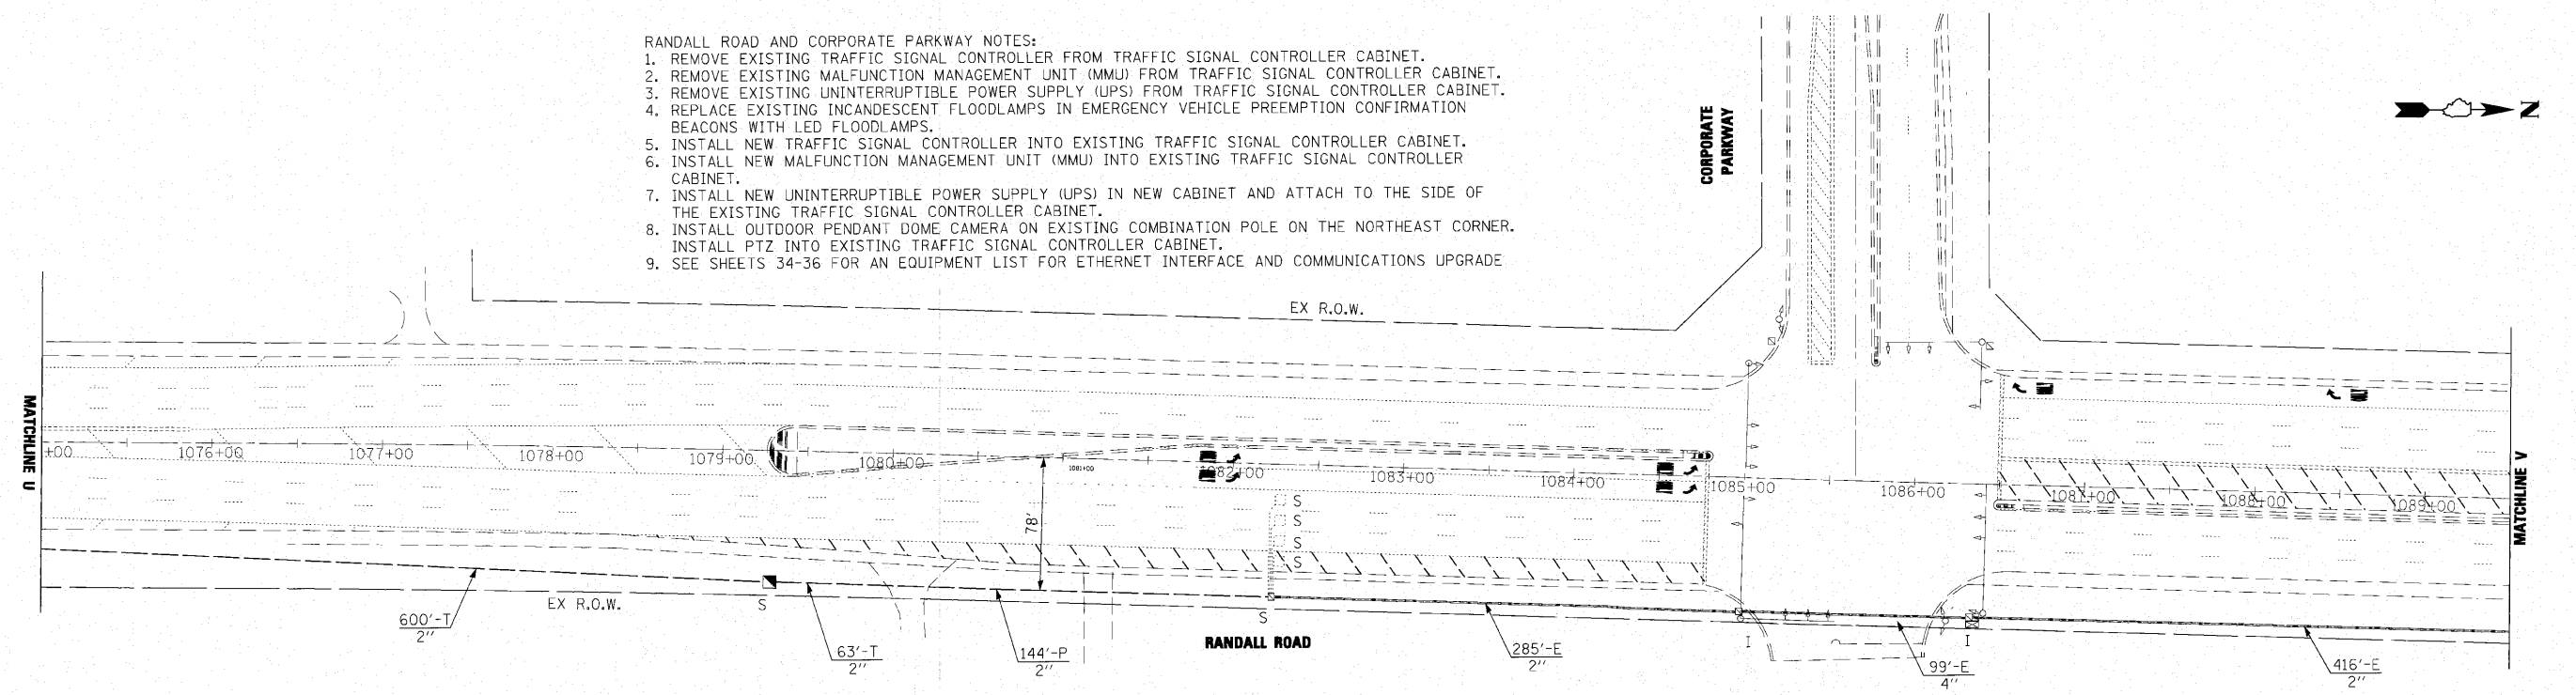 RANDALL ROAD AND CORPORATE PARKWAY NOTES:
1. REMOVE EXISTING TRAFFIC SIGNAL CONTROLLER FROM TRAFFIC SIGNAL CONTROLLER CABINET.
2. REMOVE EXISTING MALFUNCTION MANAGEMENT UNIT (MMU) FROM TRAFFIC SIGNAL CONTROLLER CABINET.
3. REMOVE EXISTING UNINTERRUPTIBLE POWER SUPPLY (UPS) FROM TRAFFIC SIGNAL CONTROLLER CABINET.
4. REPLACE EXISTING INCANDESCENT FLOODLAMPS IN EMERGENCY VEHICLE PREEMPTION CONFIRMATION
BEACONS WITH LED FLOODLAMPS.
5. INSTALL NEW TRAFFIC SIGNAL CONTROLLER INTO EXISTING TRAFFIC SIGNAL CONTROLLER CABINET.
6. INSTALL NEW MALFUNCTION MANAGEMENT UNIT (MMU) INTO EXISTING TRAFFIC SIGNAL CONTROLLER
CABINET.
7. INSTALL NEW UNINTERRUPTIBLE POWER SUPPLY (UPS) IN NEW CABINET AND ATTACH TO THE SIDE OF
THE EXISTING TRAFFIC SIGNAL CONTROLLER CABINET.
8. INSTALL OUTDOOR PENDANT DOME CAMERA ON EXISTING COMBINATION POLE ON THE NORTHEAST CORNER.
INSTALL PTZ INTO EXISTING TRAFFIC SIGNAL CONTROLLER CABINET.
9. SEE SHEETS 34-36 FOR AN EQUIPMENT LIST FOR ETHERNET INTERFACE AND COMMUNICATIONS UPGRADE
CORPORATE
PARKWAY
N
EX R.O.W.
MATCHLINE U
+00
1076+00
1077+00
1078+00
1079+00
1080+00
1081+00
1082+00
1083+00
1084+00
1085+00
1086+00
1087+00
1088+00
1089+00
MATCHLINE V
78'
S
S
S
S
EX R.O.W.
S
S
I
I
RANDALL ROAD
600'-T
2''
63'-T
2''
144'-P
2''
285'-E
2''
99'-E
4''
416'-E
2''